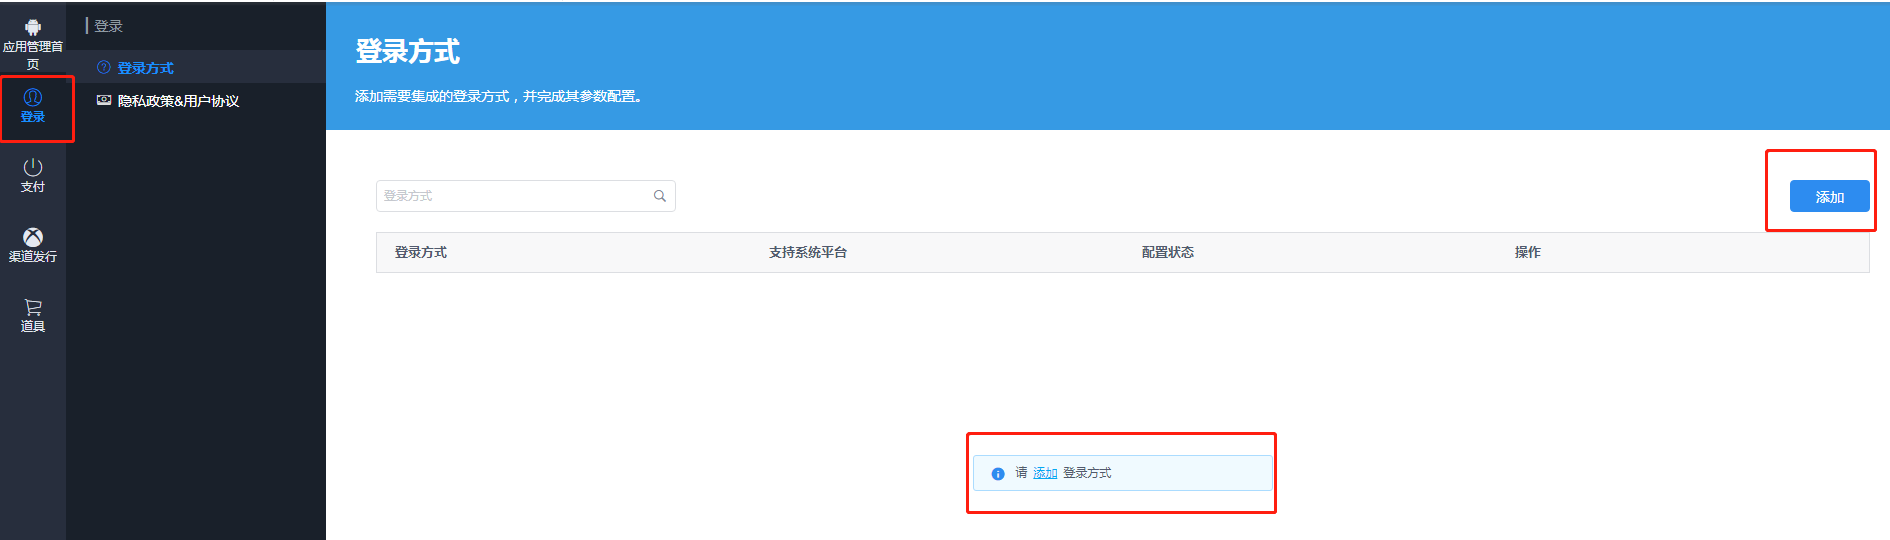 应用管理首
页
登录
支付
渠道发行
道具
登录
登录方式
隐私政策&用户协议
登录方式
添加需要集成的登录方式，并完成其参数配置。
登录方式
添加
登录方式 支持系统平台 配置状态 操作
请 添加 登录方式